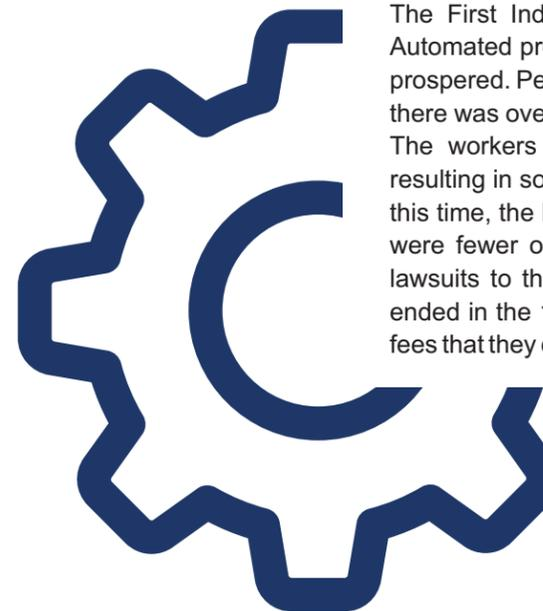 The First Ind
Automated pr
prospered. Pe
there was ove
The workers
resulting in so
this time, the
were fewer o
lawsuits to th
ended in the
fees that they